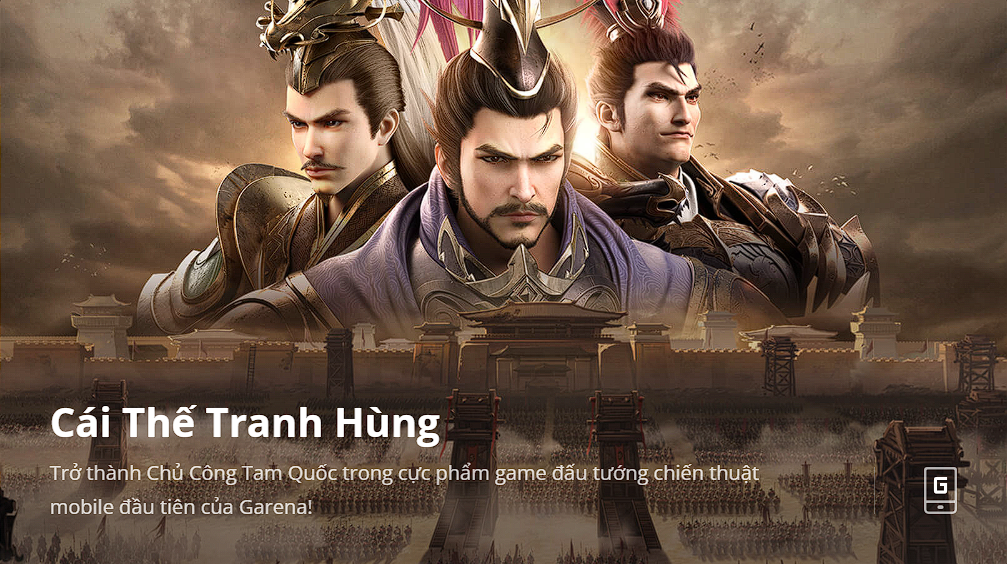 Cái Thế Tranh Hùng
Trở thành Chủ Công Tam Quốc trong cực phẩm game đấu tướng chiến thuật
mobile đầu tiên của Garena!
G